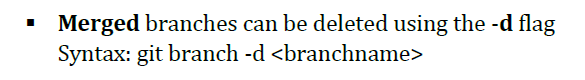 ▪ Merged branches can be deleted using the -d flag
Syntax: git branch -d <branchname>